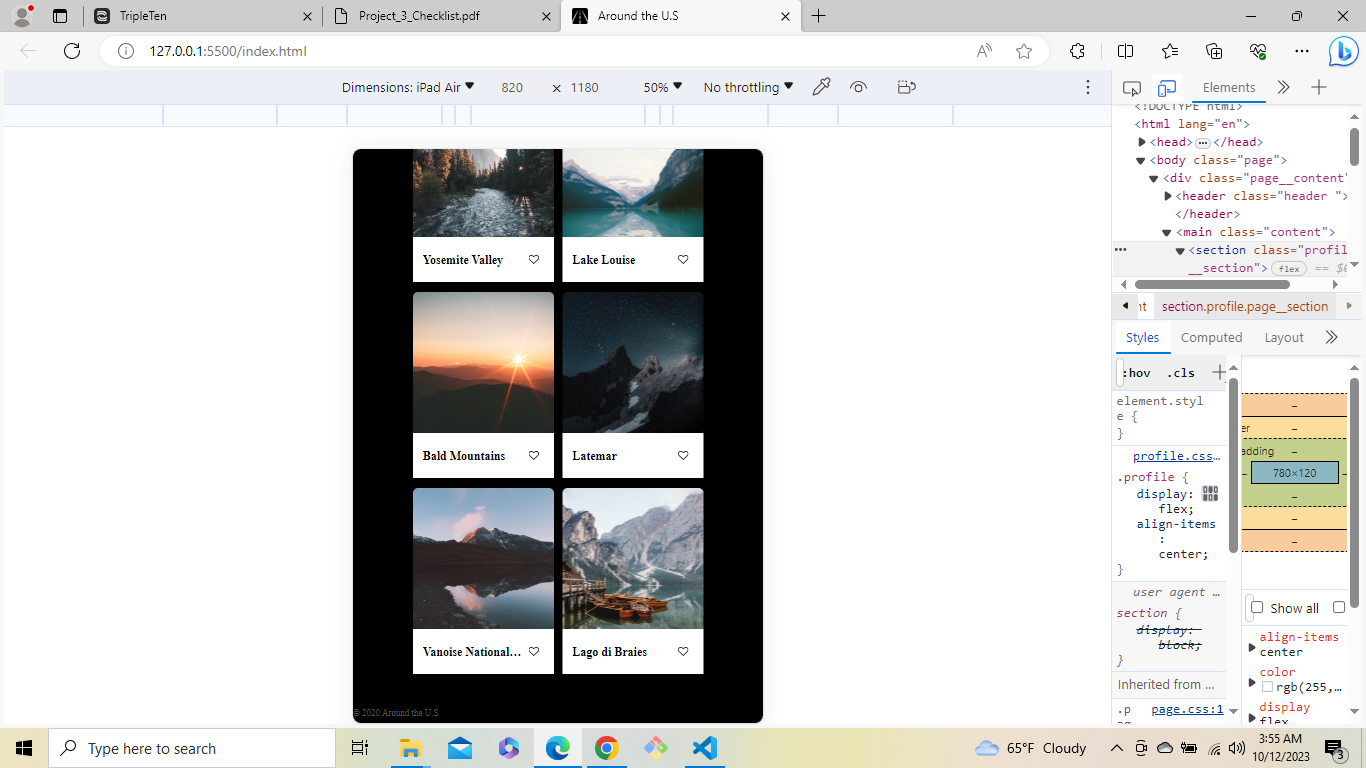 TripleTen
Project_3_Checklist.pdf
Around the U.S
127.0.0.1:5500/index.html
Dimensions: iPad Air
820 × 1180
50%
No throttling
Elements
<!DOCTYPE html>
<html lang="en">
<head> </head>
<body class="page">
<div class="page__content"
<header class="header ">
</header>
<main class="content">
<section class="profil
__section"> flex ==
section.profile.page__section
Styles Computed Layout
:hov .cls
element.styl
e {
}
profile.css…
.profile {
display:
flex;
align-items
:
center;
}
user agent …
section {
display:
block;
}
Inherited from ...
.p page.css:1
er
adding
780×120
Show all
align-items
center
color
rgb(255,…
display
flex
Yosemite Valley
Lake Louise
Bald Mountains
Latemar
Vanoise National…
Lago di Braies
© 2020 Around the U.S
Type here to search
65°F Cloudy
3:55 AM
10/12/2023
3